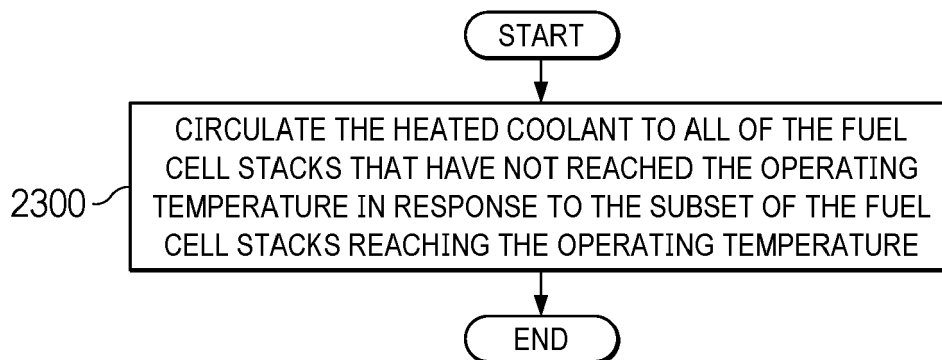 START
CIRCULATE THE HEATED COOLANT TO ALL OF THE FUEL
CELL STACKS THAT HAVE NOT REACHED THE OPERATING
2300
TEMPERATURE IN RESPONSE TO THE SUBSET OF THE FUEL
CELL STACKS REACHING THE OPERATING TEMPERATURE
END